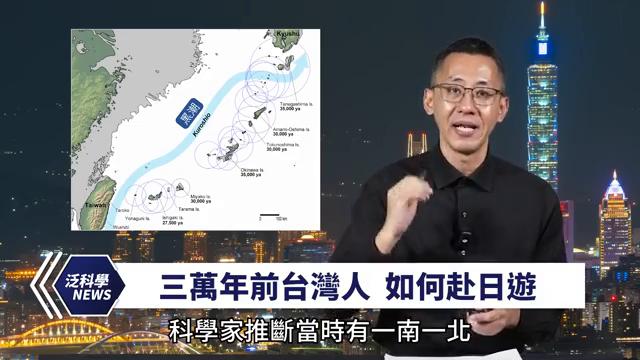 Kyushu
Tanegashima Is.
35,000 ya
Amami-Oshima Is.
30,000 ya
Tokunoshima Is.
30,000 ya
Okinawa Is.
35,000 ya
黑潮
Kuroshio
Miyako Is.
30,000 ya
Tarama Is.
Ishigaki Is.
27,500 ya
Yonaguni Is.
Taiwan
Taroko
Wushibi
泛科學
NEWS
三萬年前台灣人 如何赴日遊
科學家推斷當時有一南一北